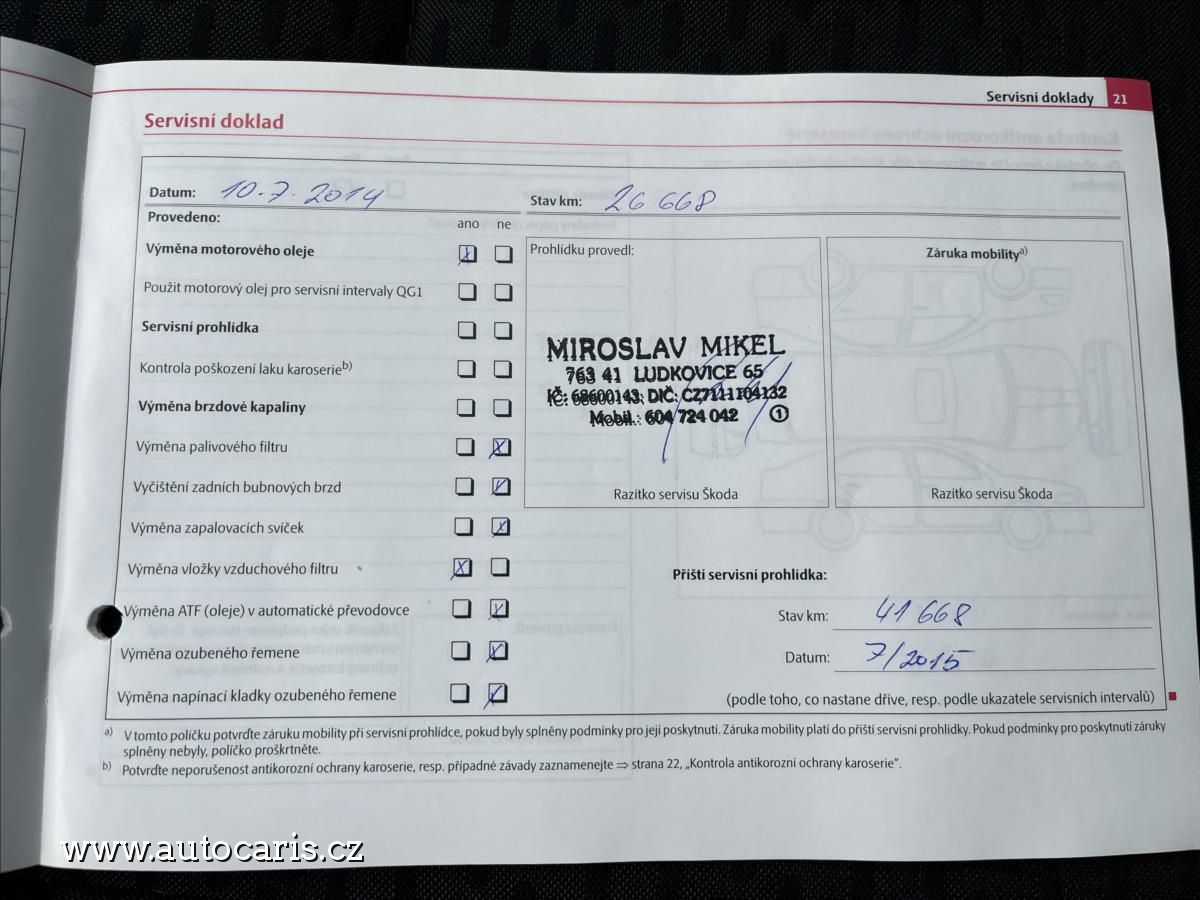 Servisní doklady 21
Servisní doklad
Datum: 10.7.2014 Stav km: 26 668
Provedeno: ano ne
Výměna motorového oleje
Použit motorový olej pro servisní intervaly QG1
Servisní prohlídka
Kontrola poškození laku karoserie b)
Výměna brzdové kapaliny
Výměna palivového filtru
Vyčištění zadních bubnových brzd
Výměna zapalovacích svíček
Výměna vložky vzduchového filtru
Výměna ATF (oleje) v automatické převodovce
Výměna ozubeného řemene
Výměna napínací kladky ozubeného řemene
Prohlídku provedl:
MIROSLAV MIKEL
763 41 LUDKOVICE 65
IČ: 68600143; DIČ: CZ7111104132
Mobil.: 604 724 042 1
Razítko servisu Škoda
Záruka mobility a)
Razítko servisu Škoda
Příští servisní prohlídka:
Stav km: 41 668
Datum: 7/2015
(podle toho, co nastane dříve, resp. podle ukazatele servisních intervalů)
a) V tomto políčku potvrďte záruku mobility při servisní prohlídce, pokud byly splněny podmínky pro její poskytnutí. Záruka mobility platí do příští servisní prohlídky. Pokud podmínky pro poskytnutí záruky
splněny nebyly, políčko proškrtněte.
b) Potvrďte neporušenost antikorozní ochrany karoserie, resp. případné závady zaznamenejte ⇒ strana 22, „Kontrola antikorozní ochrany karoserie“.
www.autocaris.cz